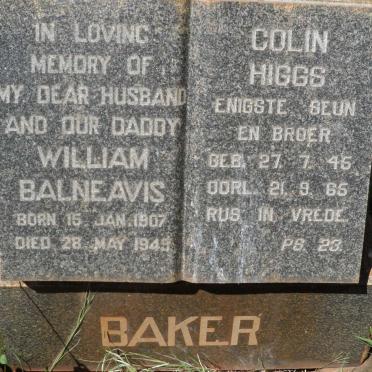 IN LOVING
MEMORY OF
MY DEAR HUSBAND
AND OUR DADDY
WILLIAM
BALNEAVIS
BORN 15 JAN. 1907
DIED 28 MAY 1949
COLIN
HIGGS
ENIGSTE SEUN
EN BROER
GEB. 27. 7. 46
OORL. 21. 9. 65
RUS IN VREDE.
PS. 23.
BAKER